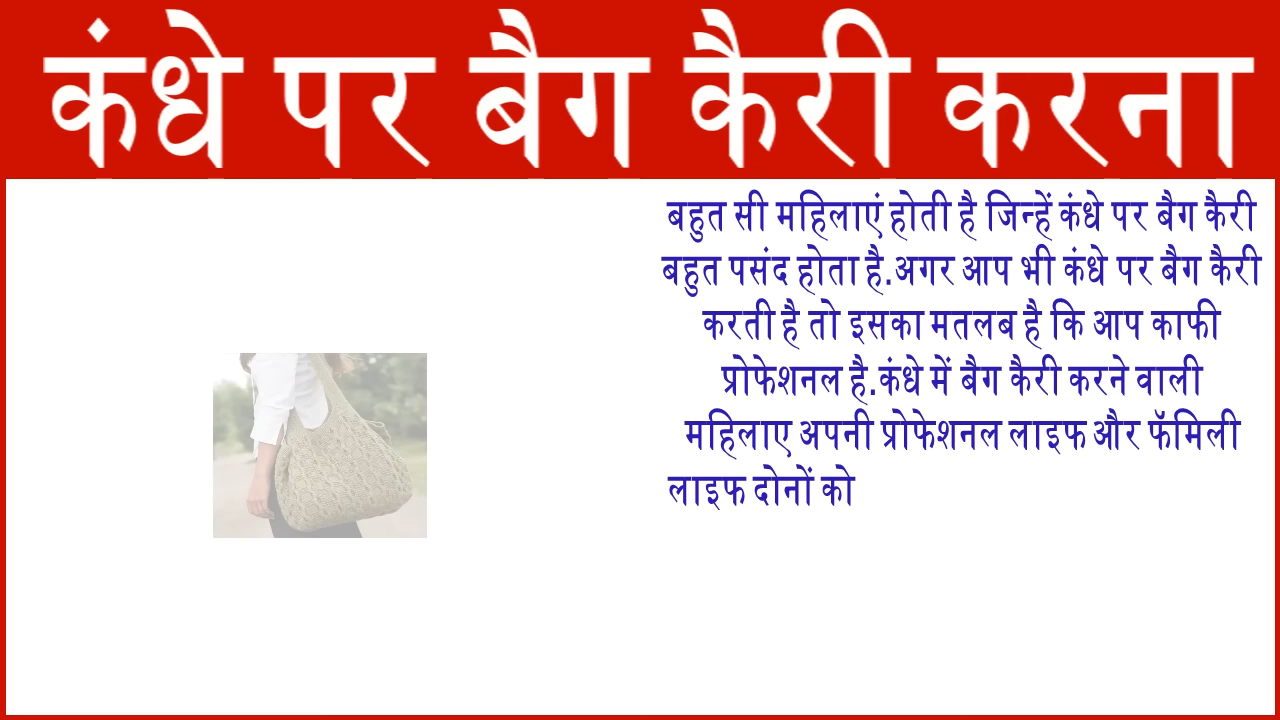 कंधे पर बैग कैरी करना
बहुत सी महिलाएं होती है जिन्हें कंधे पर बैग कैरी
बहुत पसंद होता है.अगर आप भी कंधे पर बैग कैरी
करती है तो इसका मतलब है कि आप काफी
प्रोफेशनल है.कंधे में बैग कैरी करने वाली
महिलाए अपनी प्रोफेशनल लाइफ और फॅमिली
लाइफ दोनों को